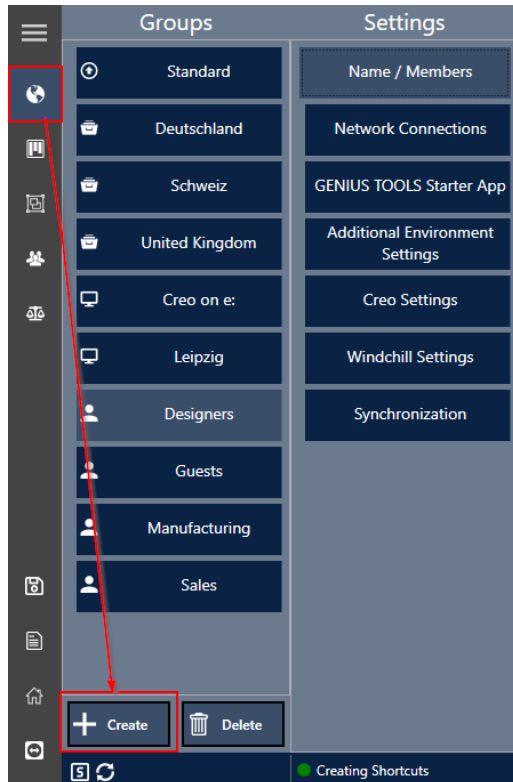 Groups
Settings
Standard
Deutschland
Schweiz
United Kingdom
Creo on e:
Leipzig
Designers
Guests
Manufacturing
Sales
Create
Delete
Name / Members
Network Connections
GENIUS TOOLS Starter App
Additional Environment
Settings
Creo Settings
Windchill Settings
Synchronization
S
Creating Shortcuts